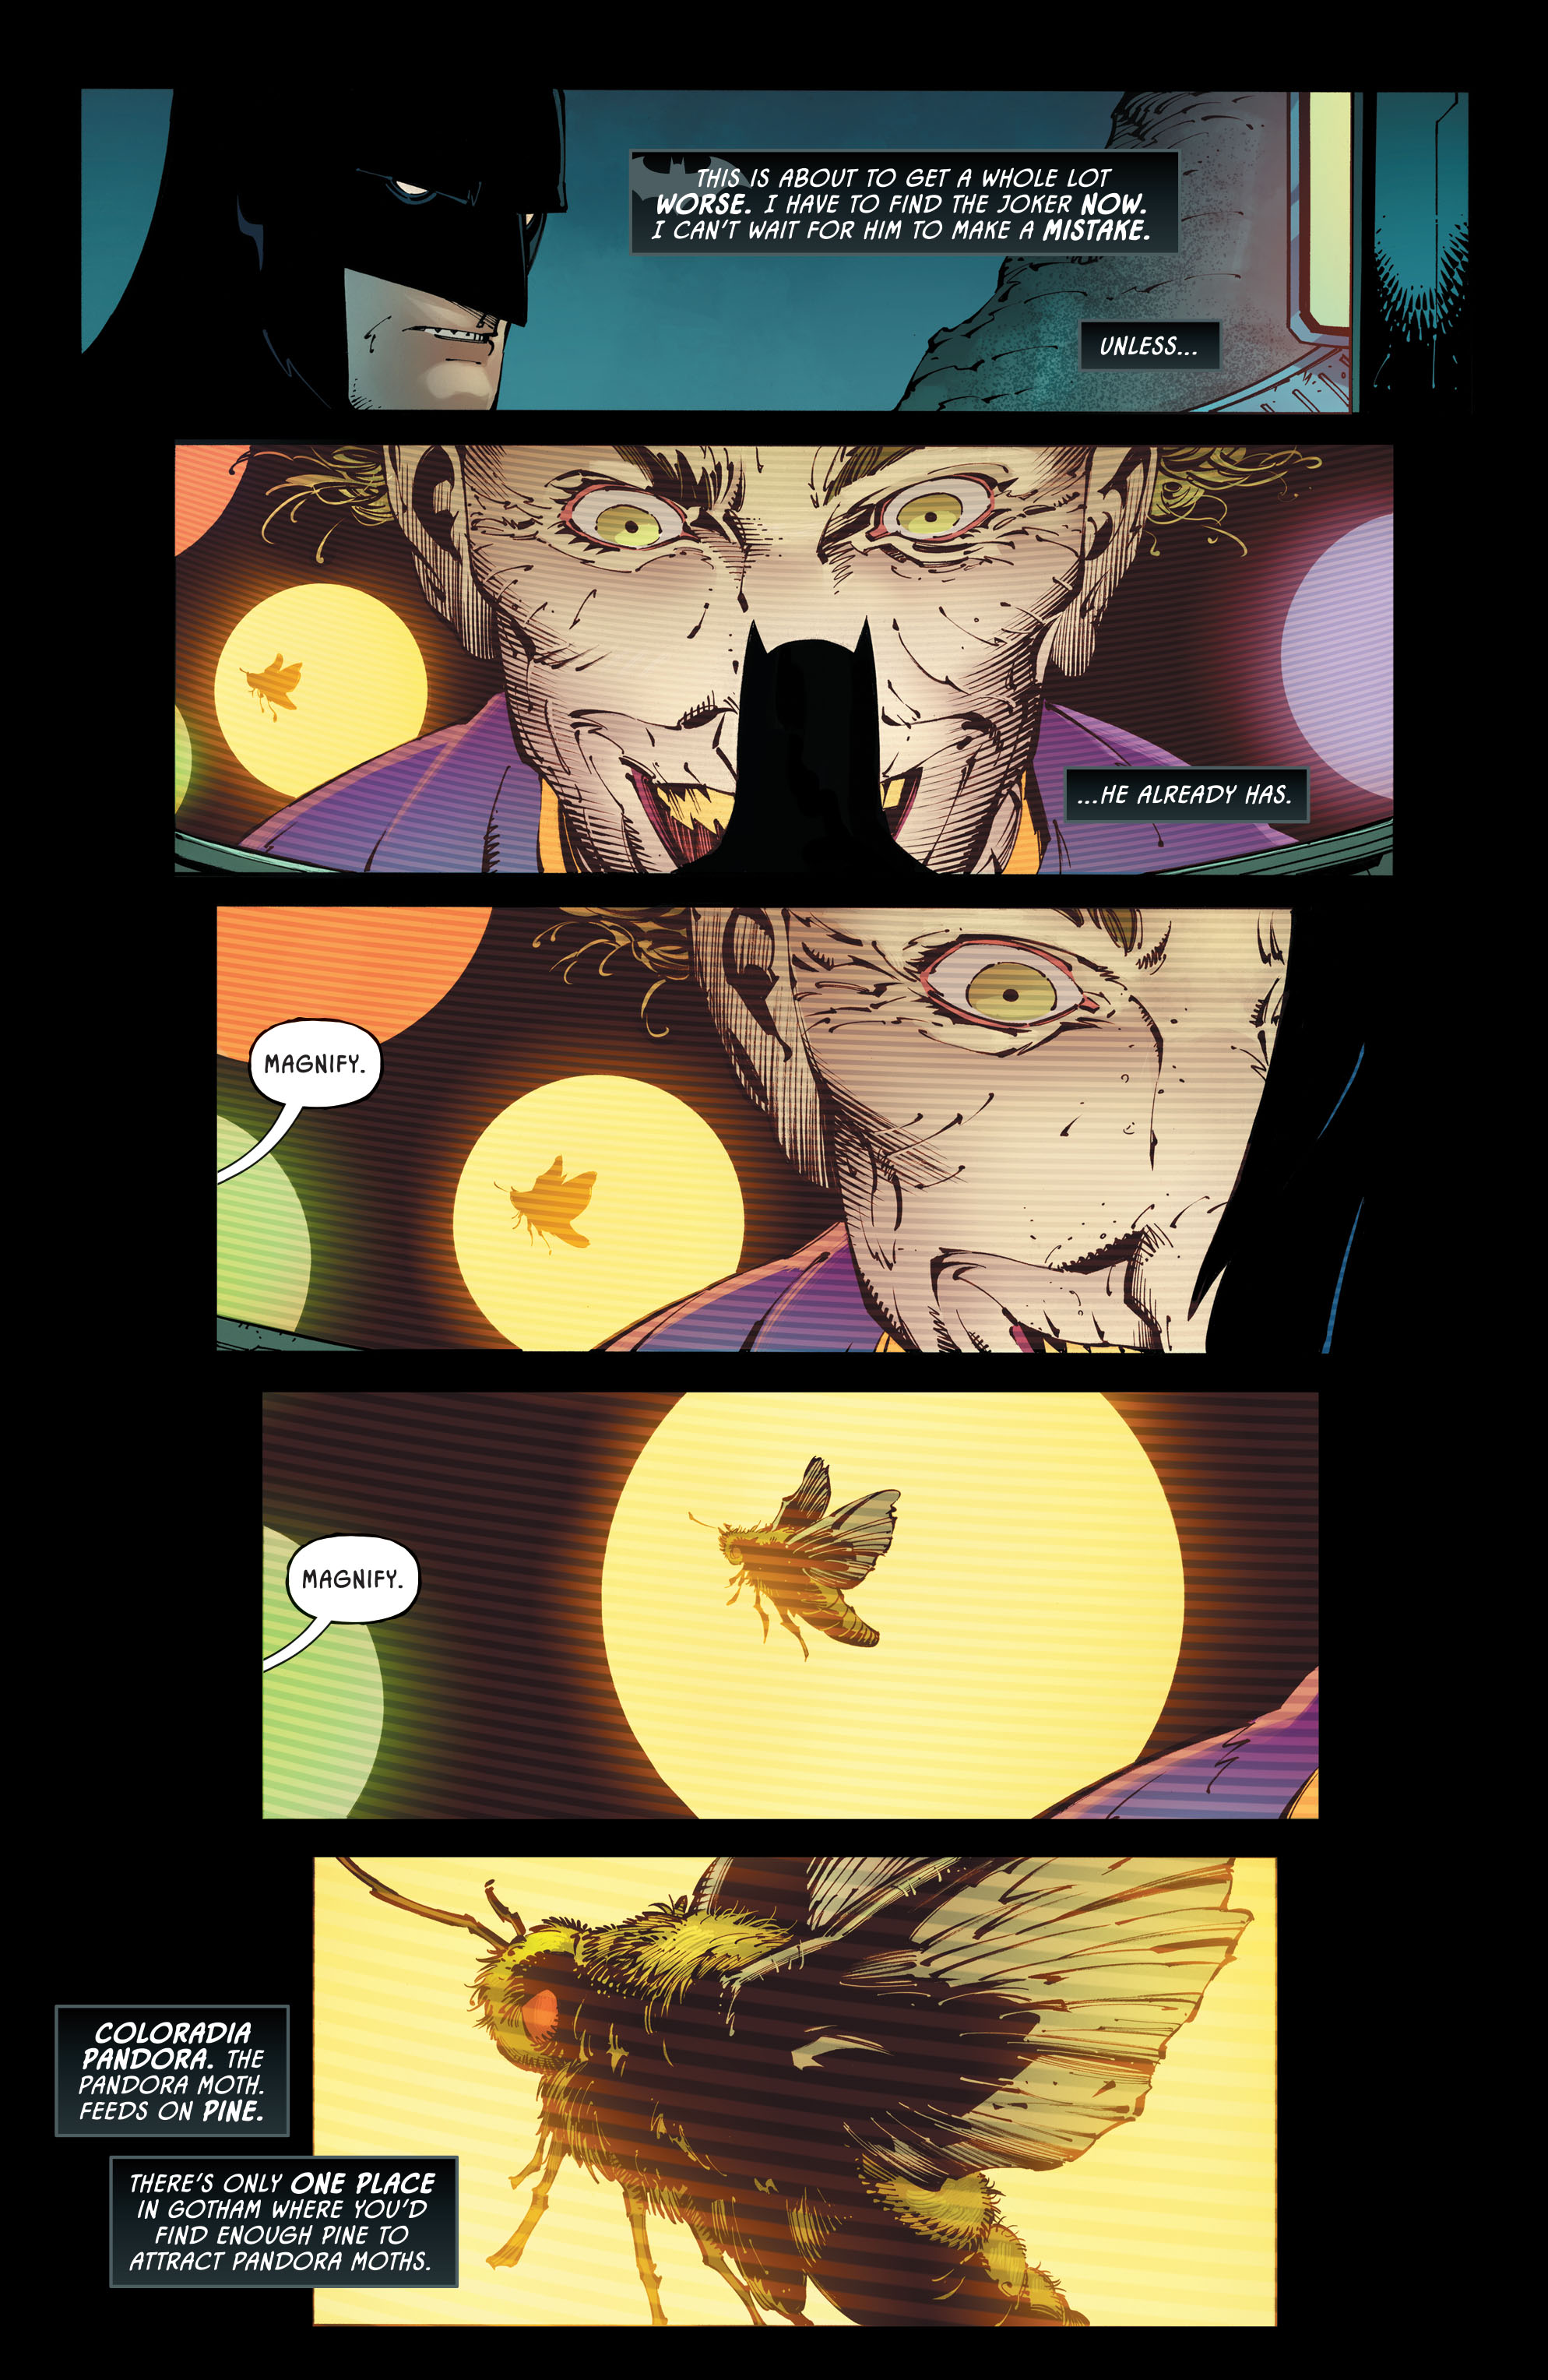 THIS IS ABOUT TO GET A WHOLE LOT
WORSE. I HAVE TO FIND THE JOKER NOW.
I CAN'T WAIT FOR HIM TO MAKE A MISTAKE.
UNLESS...
...HE ALREADY HAS.
MAGNIFY.
MAGNIFY.
COLORADIA
PANDORA. THE
PANDORA MOTH.
FEEDS ON PINE.
THERE'S ONLY ONE PLACE
IN GOTHAM WHERE YOU'D
FIND ENOUGH PINE TO
ATTRACT PANDORA MOTHS.